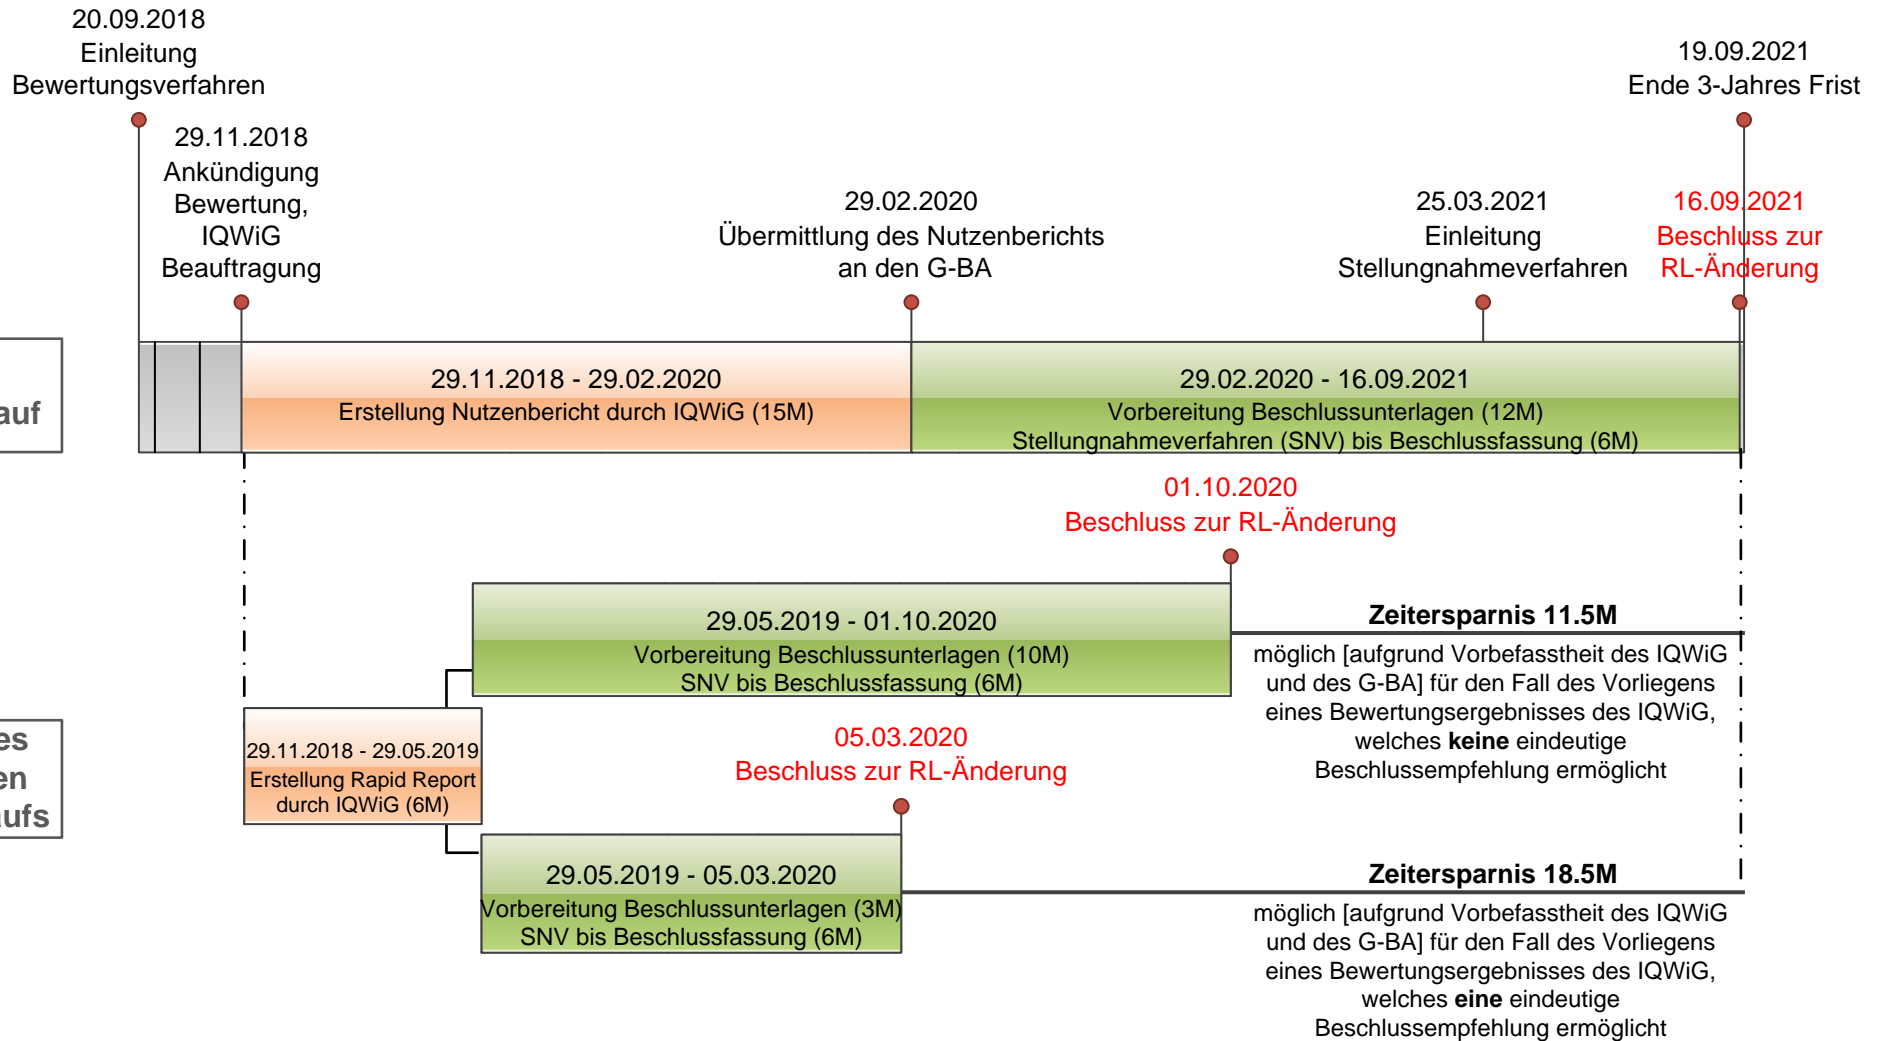 20.09.2018
Einleitung
Bewertungsverfahren
29.11.2018
Ankündigung
Bewertung,
IQWiG
Beauftragung
29.02.2020
Übermittlung des Nutzenberichts
an den G-BA
25.03.2021
Einleitung
Stellungnahmeverfahren
16.09.2021
Beschluss zur
RL-Änderung
19.09.2021
Ende 3-Jahres Frist
auf
29.11.2018 - 29.02.2020
Erstellung Nutzenbericht durch IQWiG (15M)
29.02.2020 - 16.09.2021
Vorbereitung Beschlussunterlagen (12M)
Stellungnahmeverfahren (SNV) bis Beschlussfassung (6M)
01.10.2020
Beschluss zur RL-Änderung
29.05.2019 - 01.10.2020
Vorbereitung Beschlussunterlagen (10M)
SNV bis Beschlussfassung (6M)
Zeitersparnis 11.5M
möglich [aufgrund Vorbefasstheit des IQWiG
und des G-BA] für den Fall des Vorliegens
eines Bewertungsergebnisses des IQWiG,
welches keine eindeutige
Beschlussempfehlung ermöglicht
es
en
aufs
29.11.2018 - 29.05.2019
Erstellung Rapid Report
durch IQWiG (6M)
05.03.2020
Beschluss zur RL-Änderung
29.05.2019 - 05.03.2020
Vorbereitung Beschlussunterlagen (3M)
SNV bis Beschlussfassung (6M)
Zeitersparnis 18.5M
möglich [aufgrund Vorbefasstheit des IQWiG
und des G-BA] für den Fall des Vorliegens
eines Bewertungsergebnisses des IQWiG,
welches eine eindeutige
Beschlussempfehlung ermöglicht